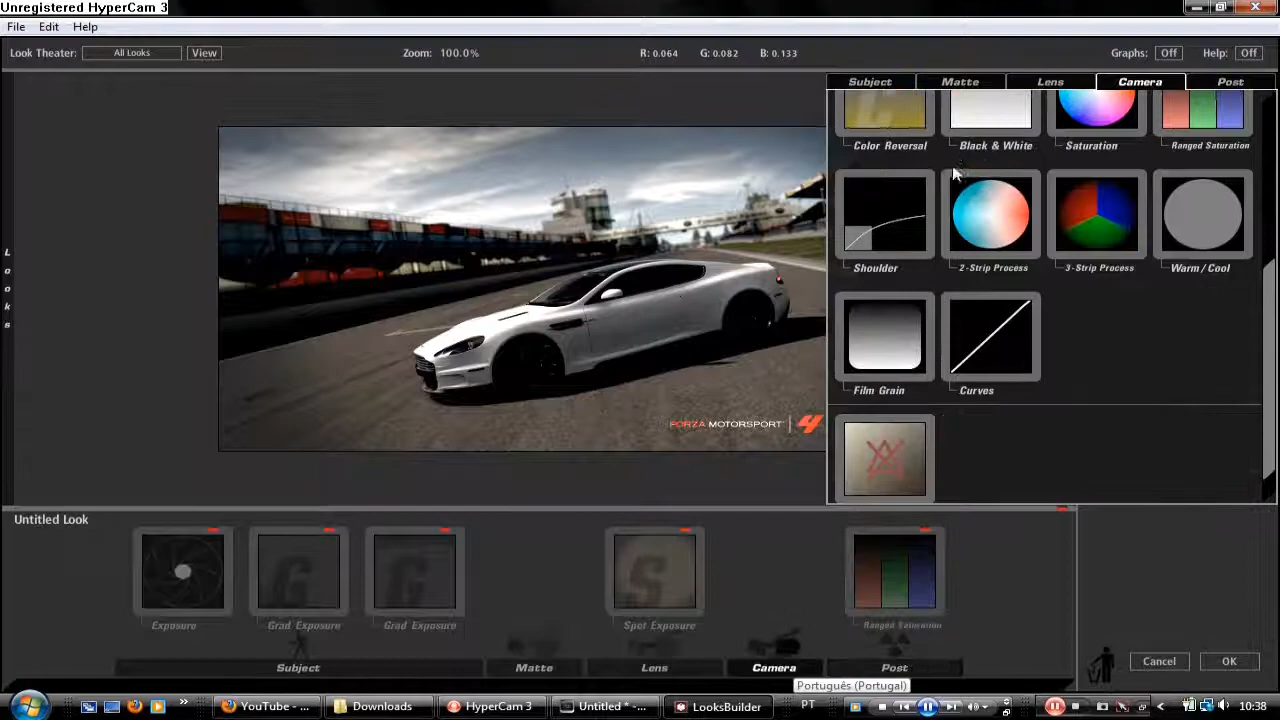 Unregistered HyperCam 3
File Edit Help
Look Theater: All Looks View Zoom: 100.0% R: 0.064 G: 0.082 B: 0.133 Graphs: Off Help: Off
Subject Matte Lens Camera Post
Color Reversal Black & White Saturation Ranged Saturation
Shoulder 2-Strip Process 3-Strip Process Warm/Cool
Film Grain Curves
Looks
FORZA MOTORSPORT 4
Untitled Look
Exposure Grad Exposure Grad Exposure Spot Exposure Ranged Saturation
Subject Matte Lens Camera Post
Cancel OK
Português (Portugal)
YouTube - ... Downloads HyperCam 3 Untitled * -... LooksBuilder PT 10:38